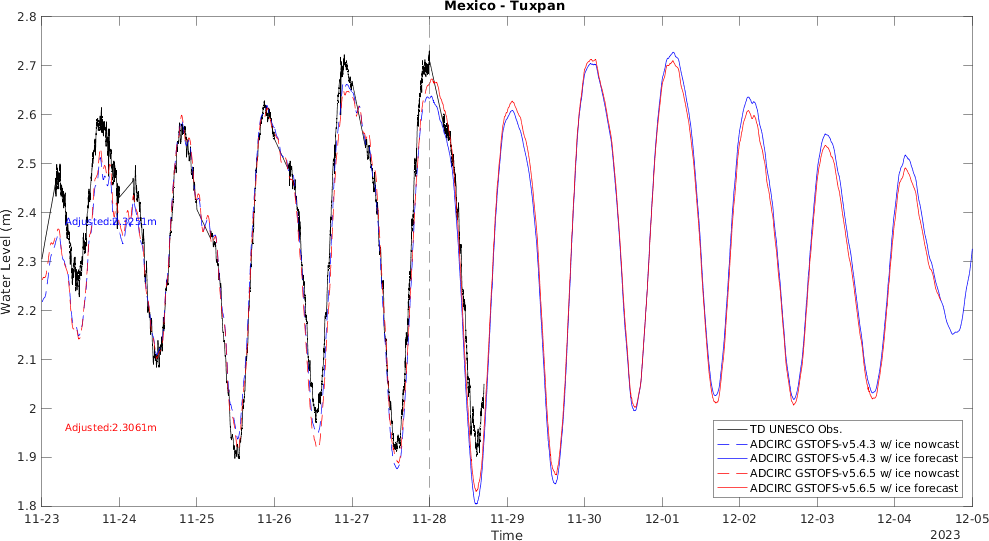 Mexico - Tuxpan
2.8
2.7
2.6
2.5
2.4
2.3
2.2
2.1
2
1.9
1.8
Water Level (m)
Adjusted:2.3251m
Adjusted:2.3061m
TD UNESCO Obs.
ADCIRC GSTOFS-v5.4.3 w/ ice nowcast
ADCIRC GSTOFS-v5.4.3 w/ ice forecast
ADCIRC GSTOFS-v5.6.5 w/ ice nowcast
ADCIRC GSTOFS-v5.6.5 w/ ice forecast
11-23 11-24 11-25 11-26 11-27 11-28 11-29 11-30 12-01 12-02 12-03 12-04 12-05
Time
2023